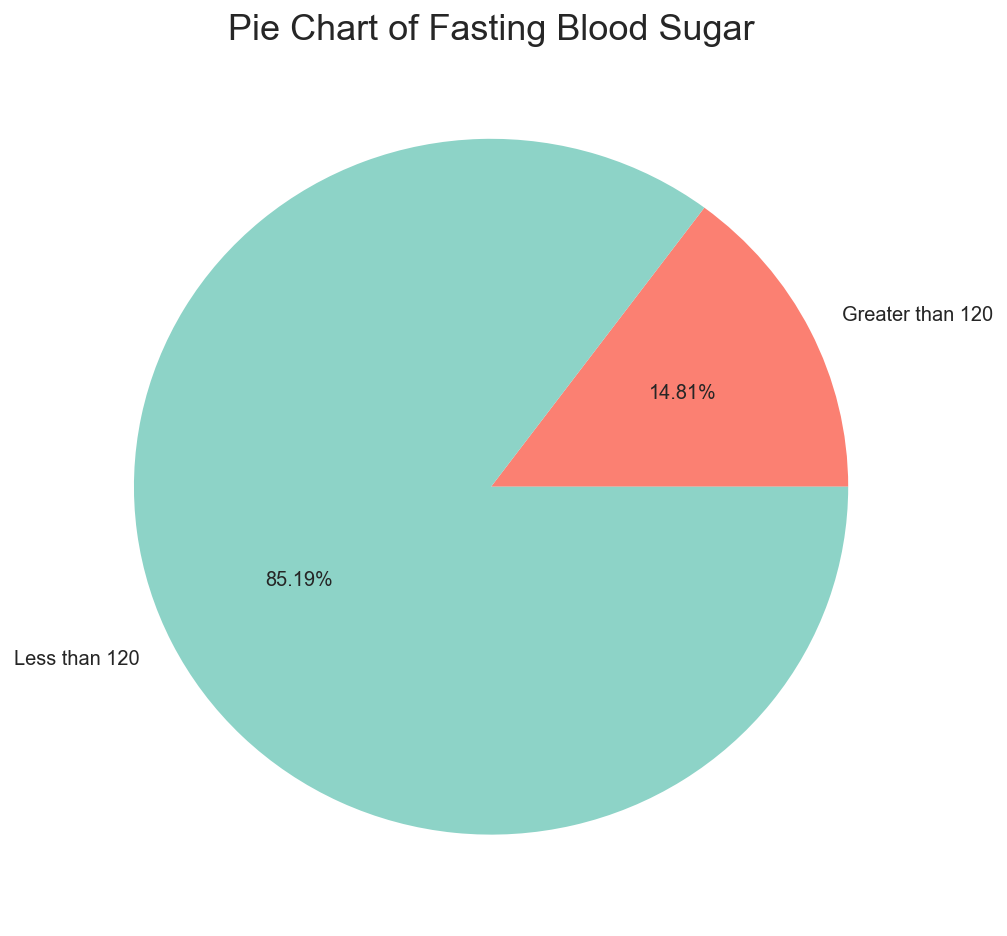 Pie Chart of Fasting Blood Sugar
Greater than 120
14.81%
85.19%
Less than 120